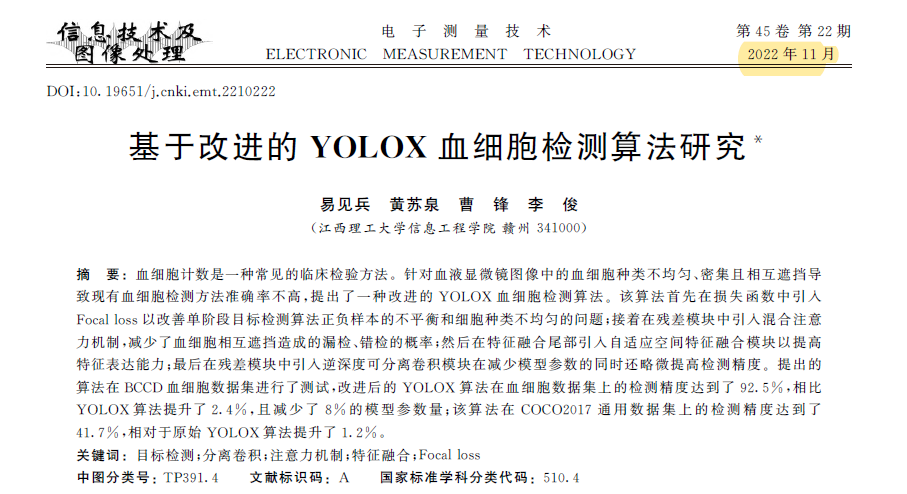 信息技术及
图像处理
电 子 测 量 技 术
ELECTRONIC MEASUREMENT TECHNOLOGY
第 45 卷 第 22 期
2022 年 11 月
DOI:10. 19651/j.cnki.emt.2210222
基于改进的 YOLOX 血细胞检测算法研究*
易见兵 黄苏泉 曹 锋 李 俊
(江西理工大学信息工程学院 赣州 341000)
摘 要: 血细胞计数是一种常见的临床检验方法。针对血液显微镜图像中的血细胞种类不均匀、密集且相互遮挡导
致现有血细胞检测方法准确率不高,提出了一种改进的 YOLOX 血细胞检测算法。该算法首先在损失函数中引入
Focal loss 以改善单阶段目标检测算法正负样本的不平衡和细胞种类不均匀的问题;接着在残差模块中引入混合注意
力机制,减少了血细胞相互遮挡造成的漏检、错检的概率;然后在特征融合尾部引入自适应空间特征融合模块以提高
特征表达能力;最后在残差模块中引入逆深度可分离卷积模块在减少模型参数的同时还略微提高检测精度。提出的
算法在 BCCD 血细胞数据集进行了测试,改进后的 YOLOX 算法在血细胞数据集上的检测精度达到了 92.5%,相比
YOLOX 算法提升了 2.4%,且减少了 8%的模型参数量;该算法在 COCO2017 通用数据集上的检测精度达到了
41.7%,相对于原始 YOLOX 算法提升了 1.2%。
关键词: 目标检测;分离卷积;注意力机制;特征融合;Focal loss
中图分类号: TP391.4 文献标识码: A 国家标准学科分类代码: 510.4